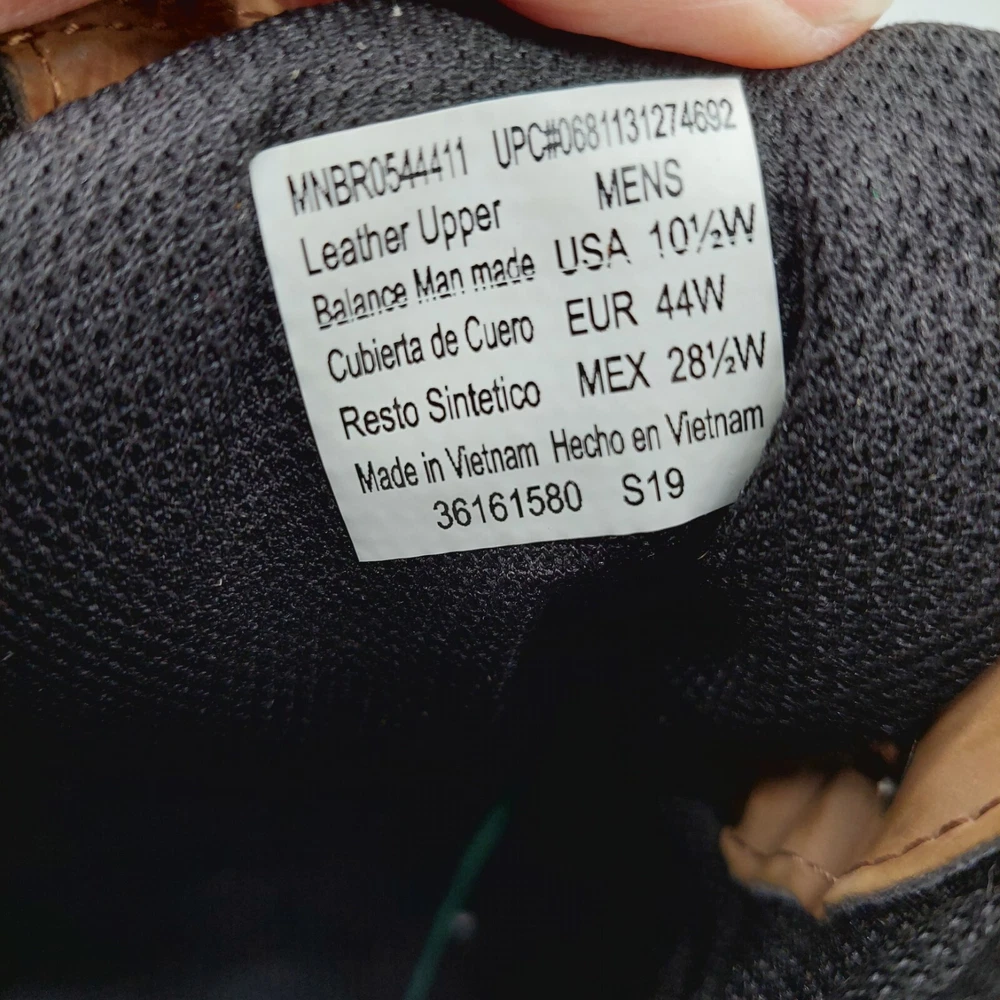 MNBR0544411 UPC#0681131274692
Leather Upper MENS
Balance Man made USA 10½W
Cubierta de Cuero EUR 44W
Resto Sintetico MEX 28½W
Made in Vietnam Hecho en Vietnam
36161580 S19